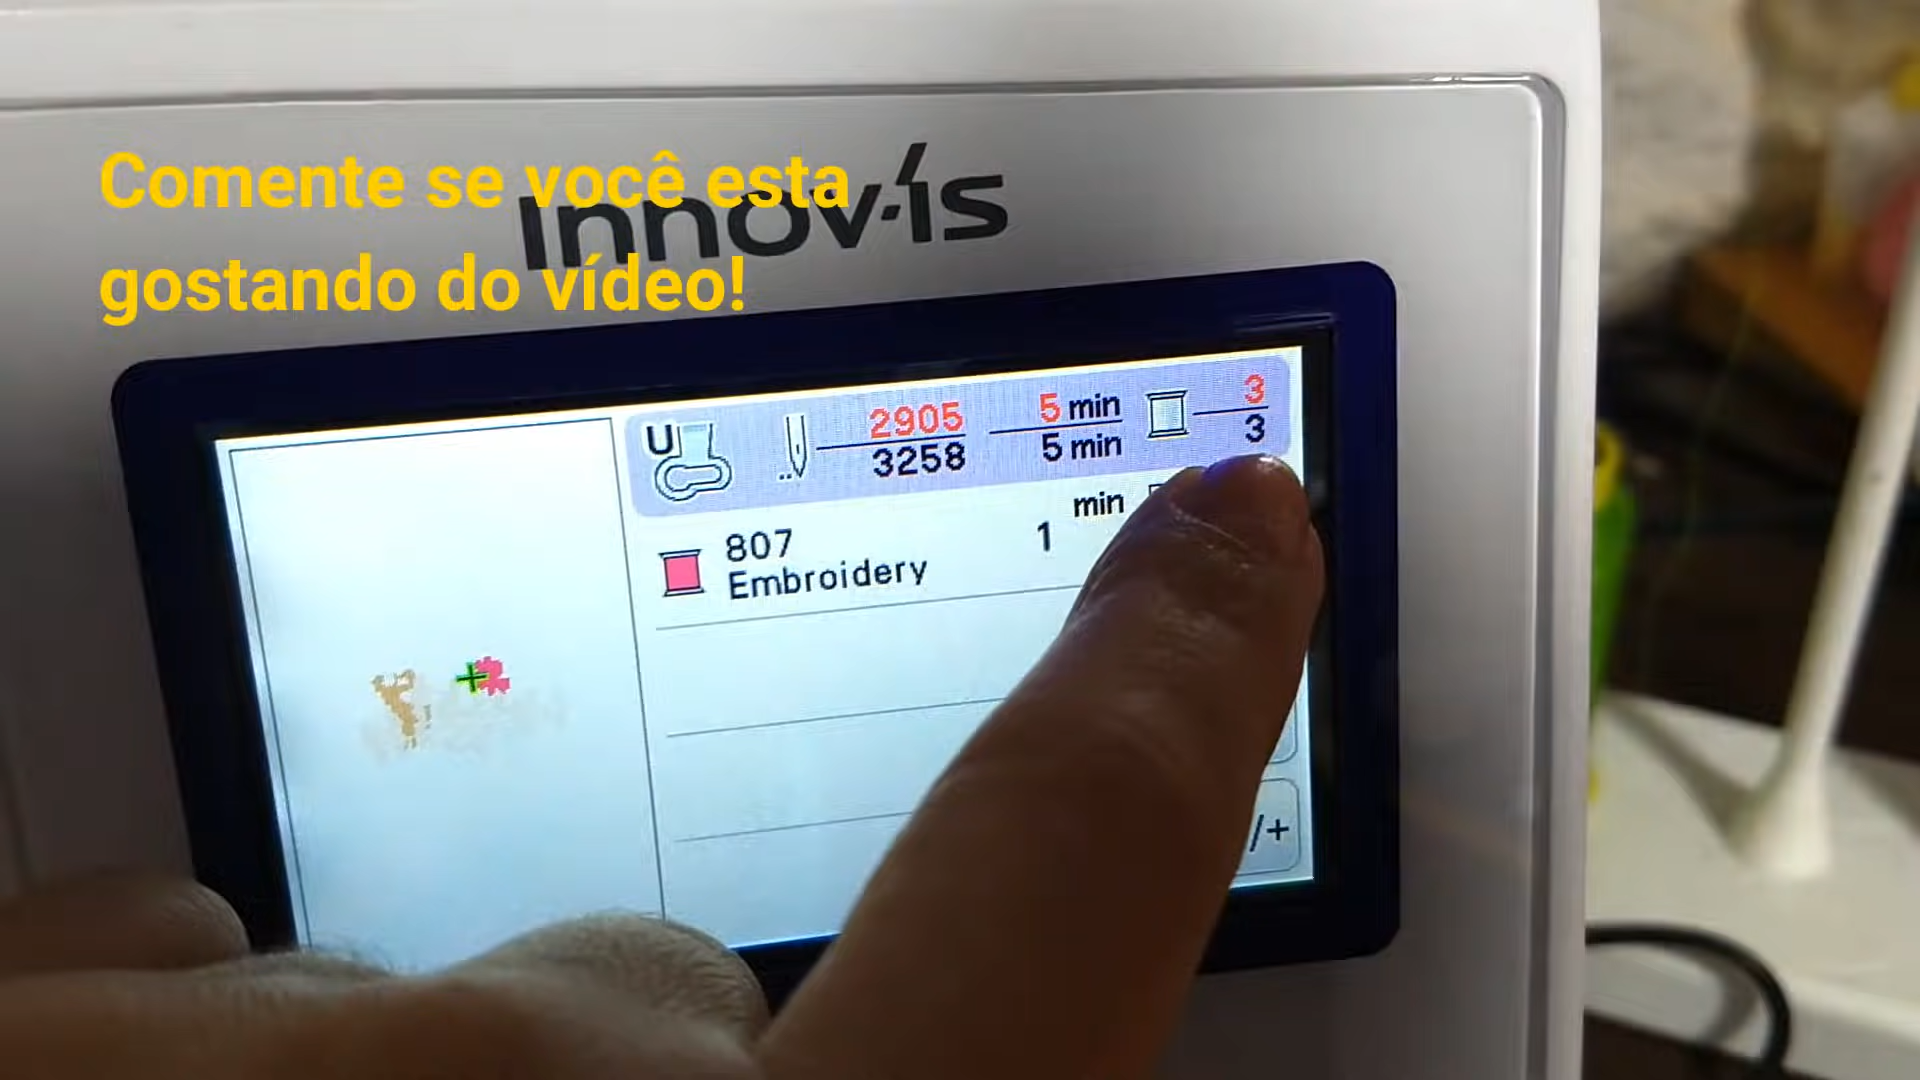 Comente se você esta
gostando do vídeo!
Innov-ís
U 2905 5 min 3
3258 5 min 3
min
807 1
Embroidery
/+